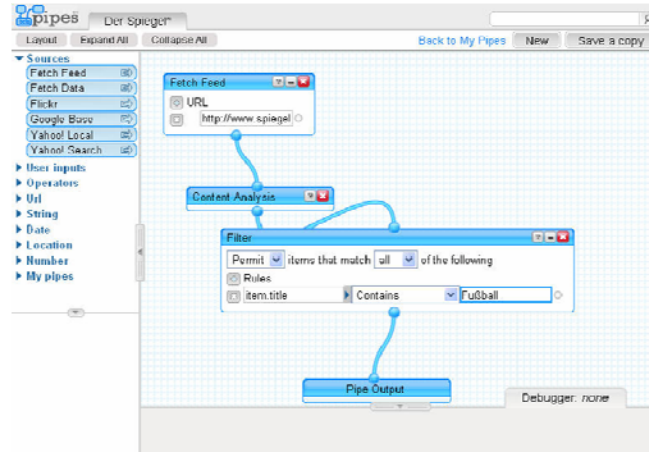 pipes Der Spiegel*
Layout Expand All Collapse All Back to My Pipes New Save a copy
Sources
Fetch Feed
Fetch Data
Flickr
Google Base
Yahoo! Local
Yahoo! Search
User inputs
Operators
Url
String
Date
Location
Number
My pipes
Fetch Feed
URL
http://www.spiegel
Content Analysis
Filter
Permit items that match all of the following
Rules
item.title Contains Fußball
Pipe Output
Debugger: none